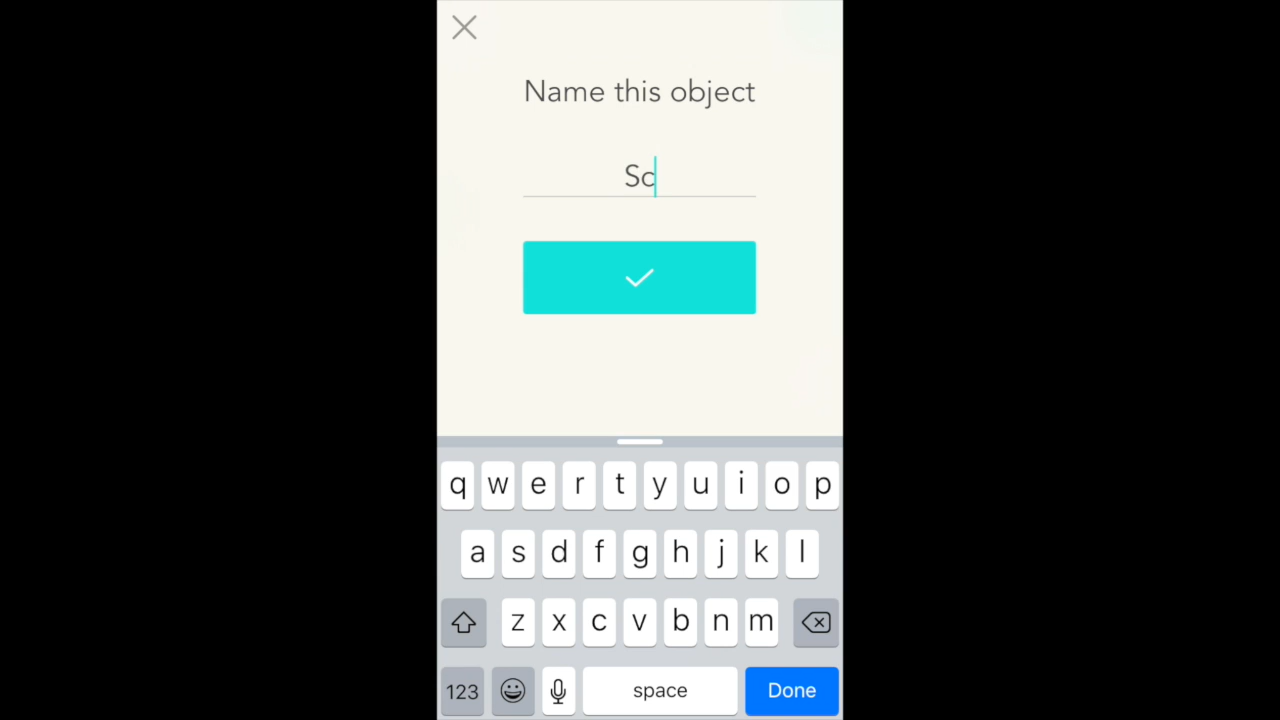 Name this object
Sc
q w e r t y u i o p
a s d f g h j k l
z x c v b n m
123 space Done